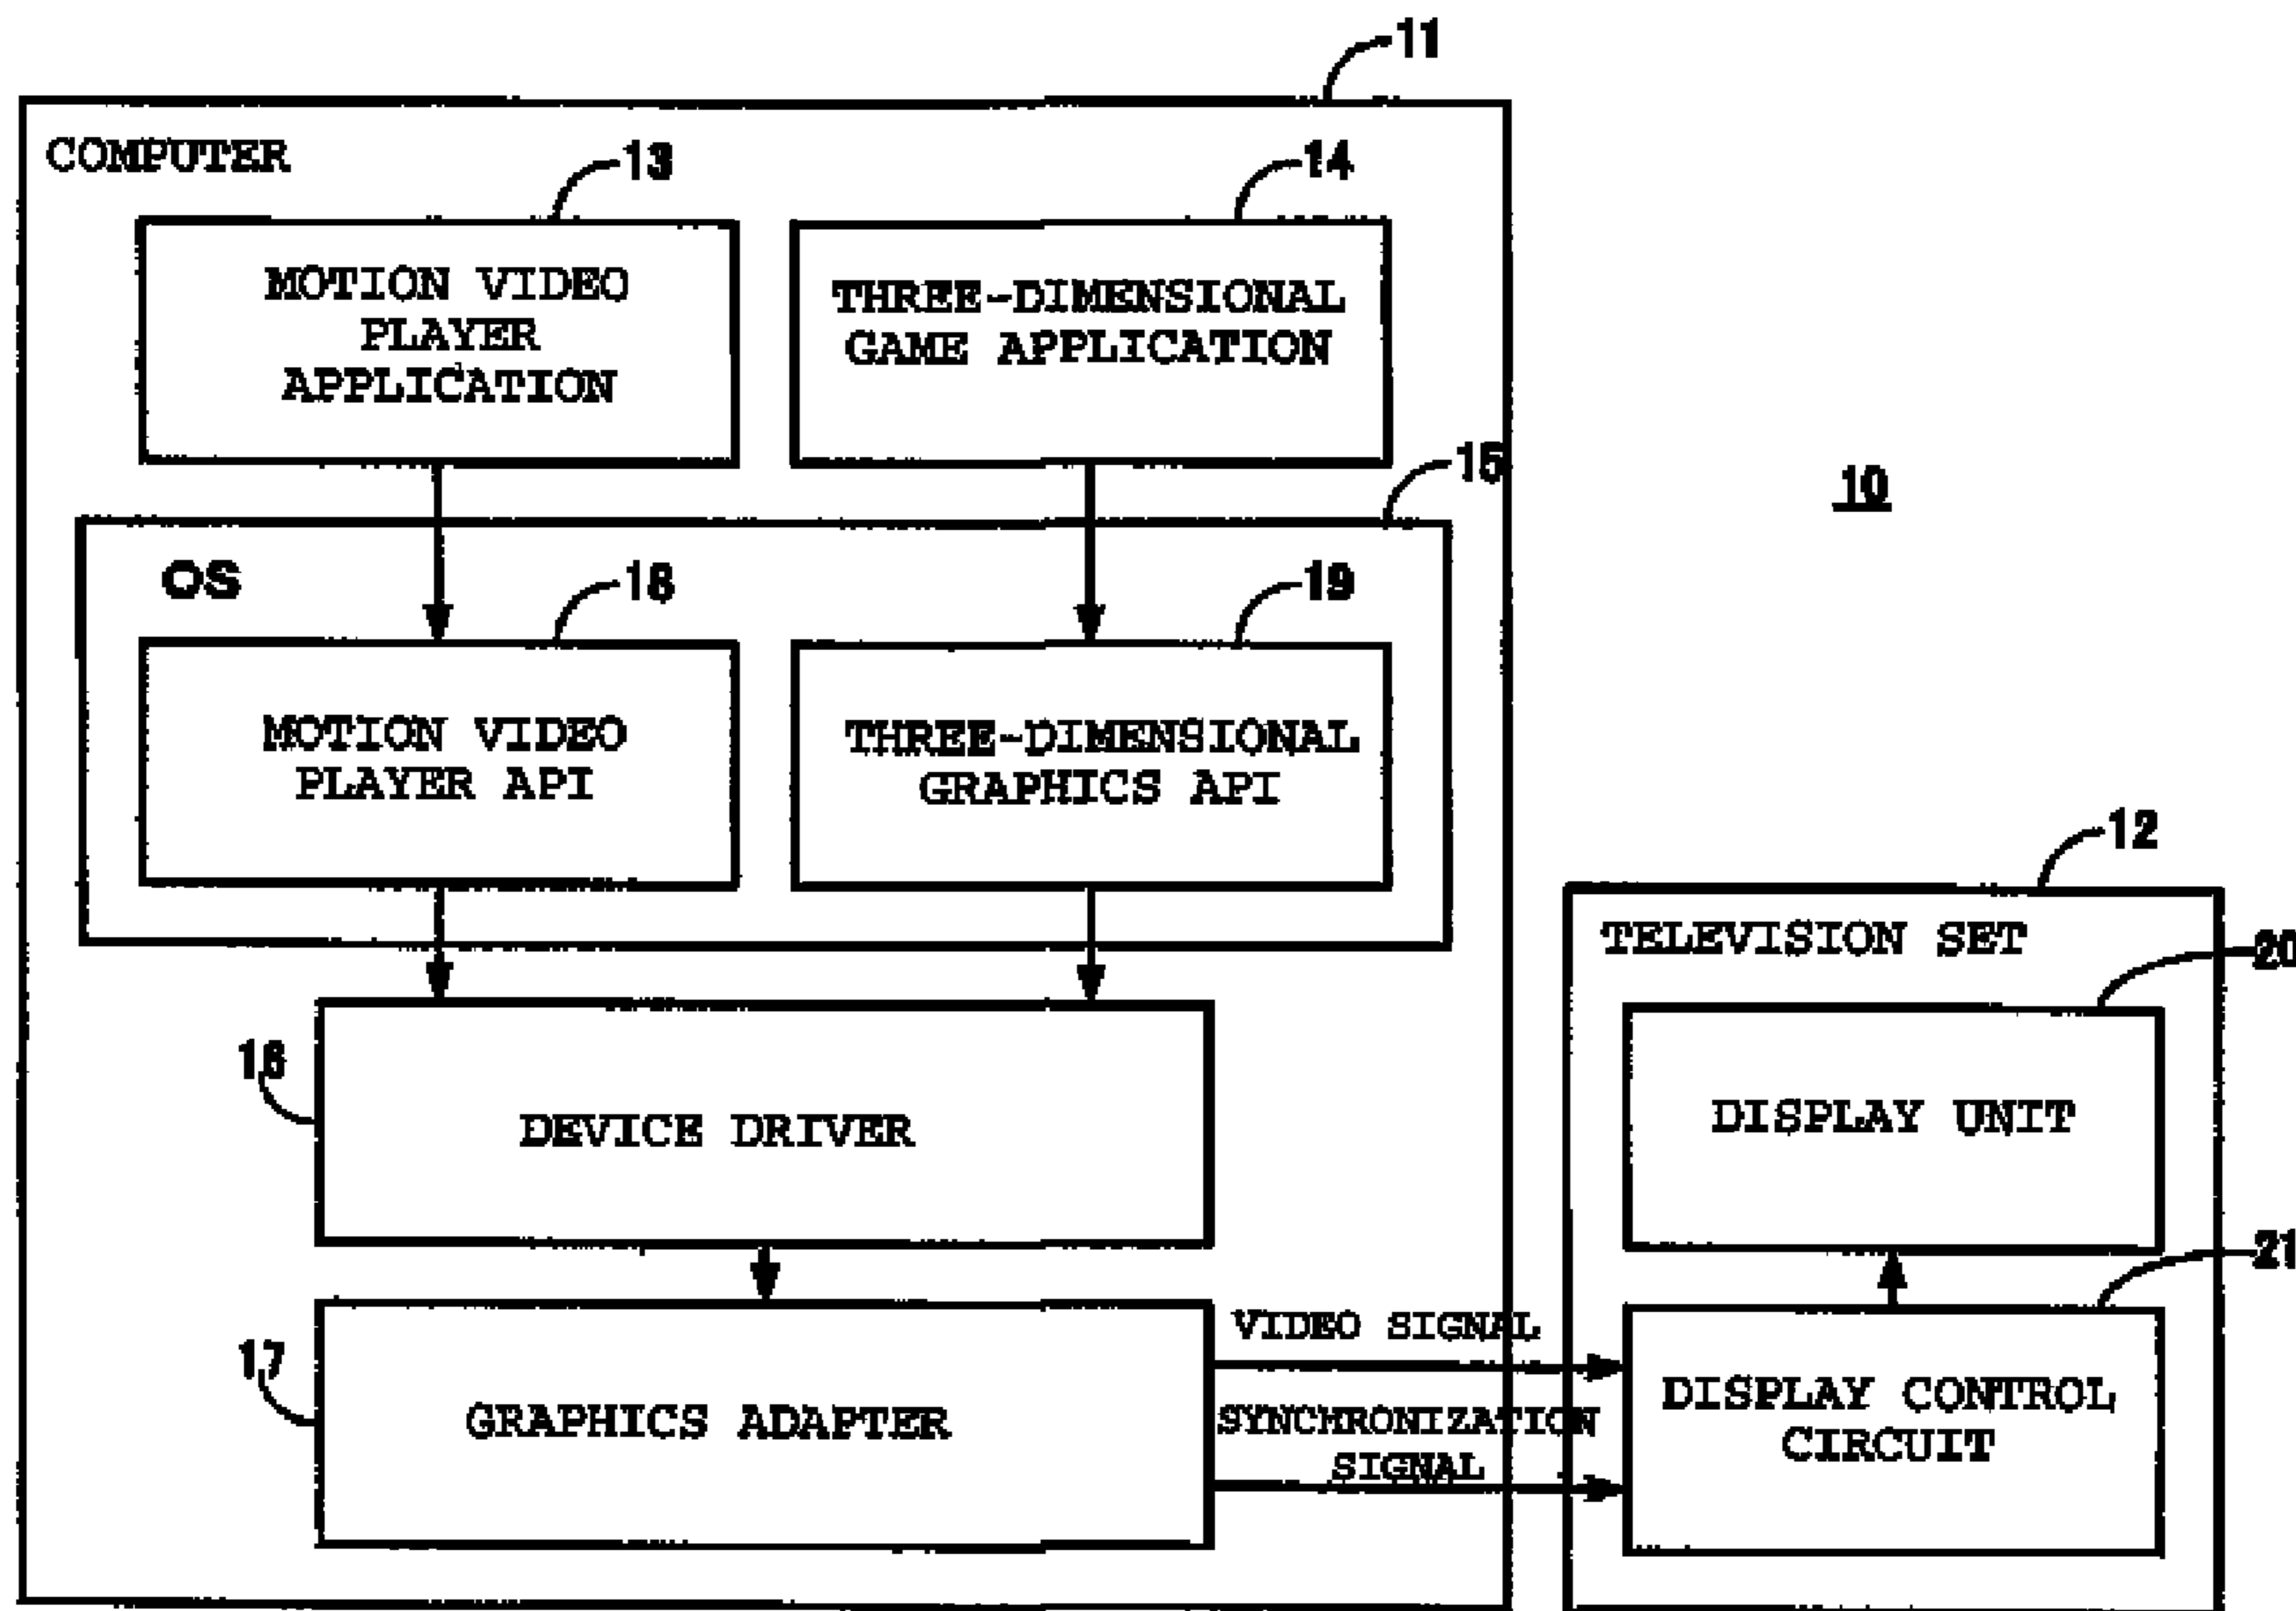 11
COMPUTER
13
14
MOTION VIDEO
PLAYER
APPLICATION
THREE-DIMENSIONAL
GAME APPLICATION
15
10
OS
18
19
MOTION VIDEO
PLAYER API
THREE-DIMENSIONAL
GRAPHICS API
12
TELEVISION SET
20
16
DEVICE DRIVER
DISPLAY UNIT
21
17
GRAPHICS ADAPTER
VIDEO SIGNAL
SYNCHRONIZATION
SIGNAL
DISPLAY CONTROL
CIRCUIT